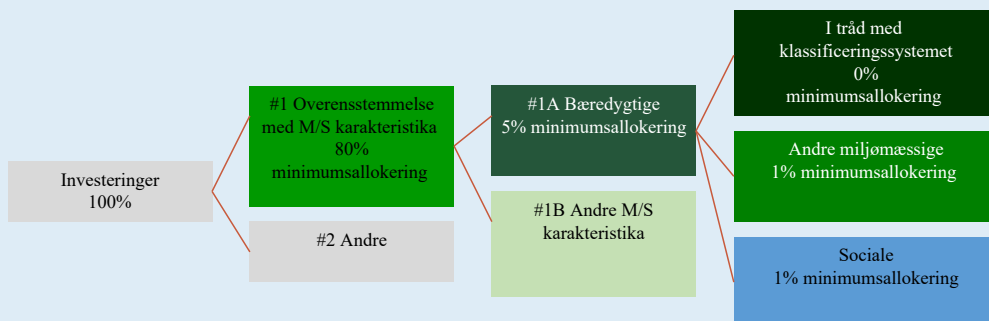 Investeringer
100%
#1 Overensstemmelse
med M/S karakteristika
80%
minimumsallokering
#2 Andre
#1A Bæredygtige
5% minimumsallokering
#1B Andre M/S
karakteristika
I tråd med
klassificeringssystemet
0%
minimumsallokering
Andre miljømæssige
1% minimumsallokering
Sociale
1% minimumsallokering